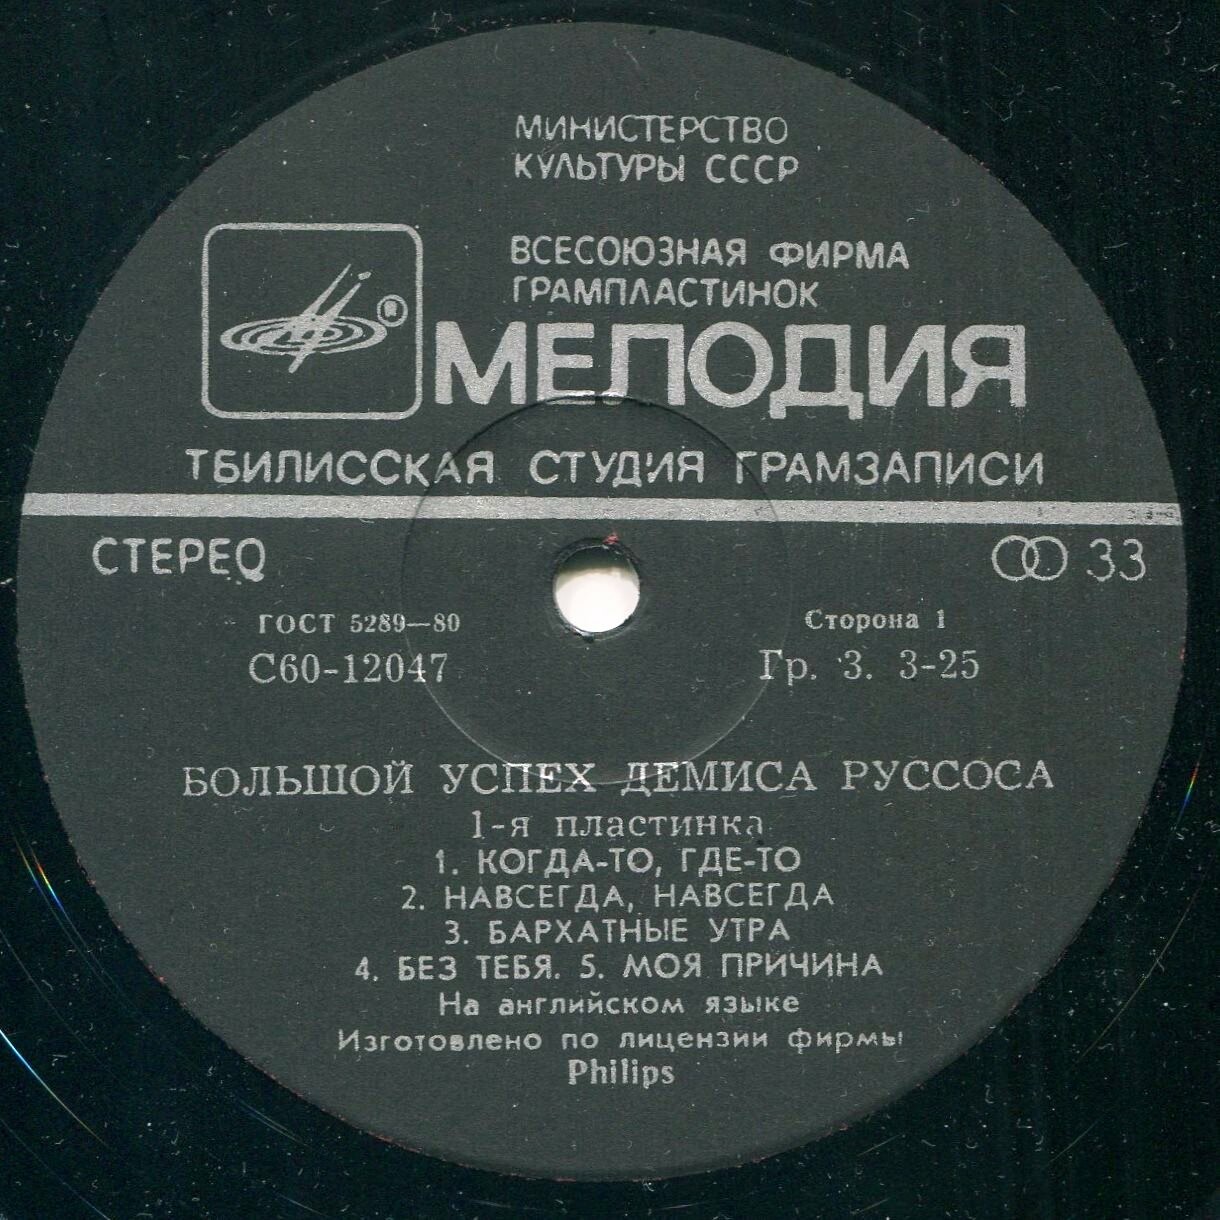 МИНИСТЕРСТВО
КУЛЬТУРЫ СССР
ВСЕСОЮЗНАЯ ФИРМА
ГРАМПЛАСТИНОК
®
МЕЛОДИЯ
ТБИЛИССКАЯ СТУДИЯ ГРАМЗАПИСИ
СТЕРЕО
33
ГОСТ 5289—80
Сторона 1
С60-12047
Гр. 3. 3-25
БОЛЬШОЙ УСПЕХ ДЕМИСА РУССОСА
1-я пластинка
1. КОГДА-ТО, ГДЕ-ТО
2. НАВСЕГДА, НАВСЕГДА
3. БАРХАТНЫЕ УТРА
4. БЕЗ ТЕБЯ. 5. МОЯ ПРИЧИНА
На английском языке
Изготовлено по лицензии фирмы
Philips